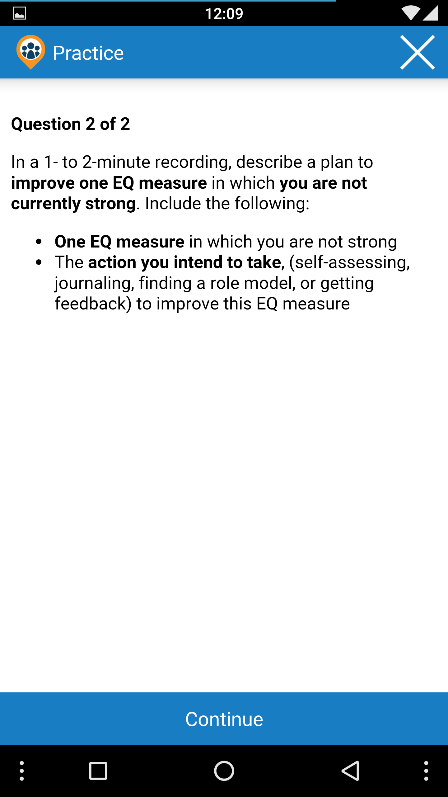 12:09
Practice
Question 2 of 2
In a 1- to 2-minute recording, describe a plan to
improve one EQ measure in which you are not
currently strong. Include the following:
• One EQ measure in which you are not strong
• The action you intend to take, (self-assessing,
journaling, finding a role model, or getting
feedback) to improve this EQ measure
Continue